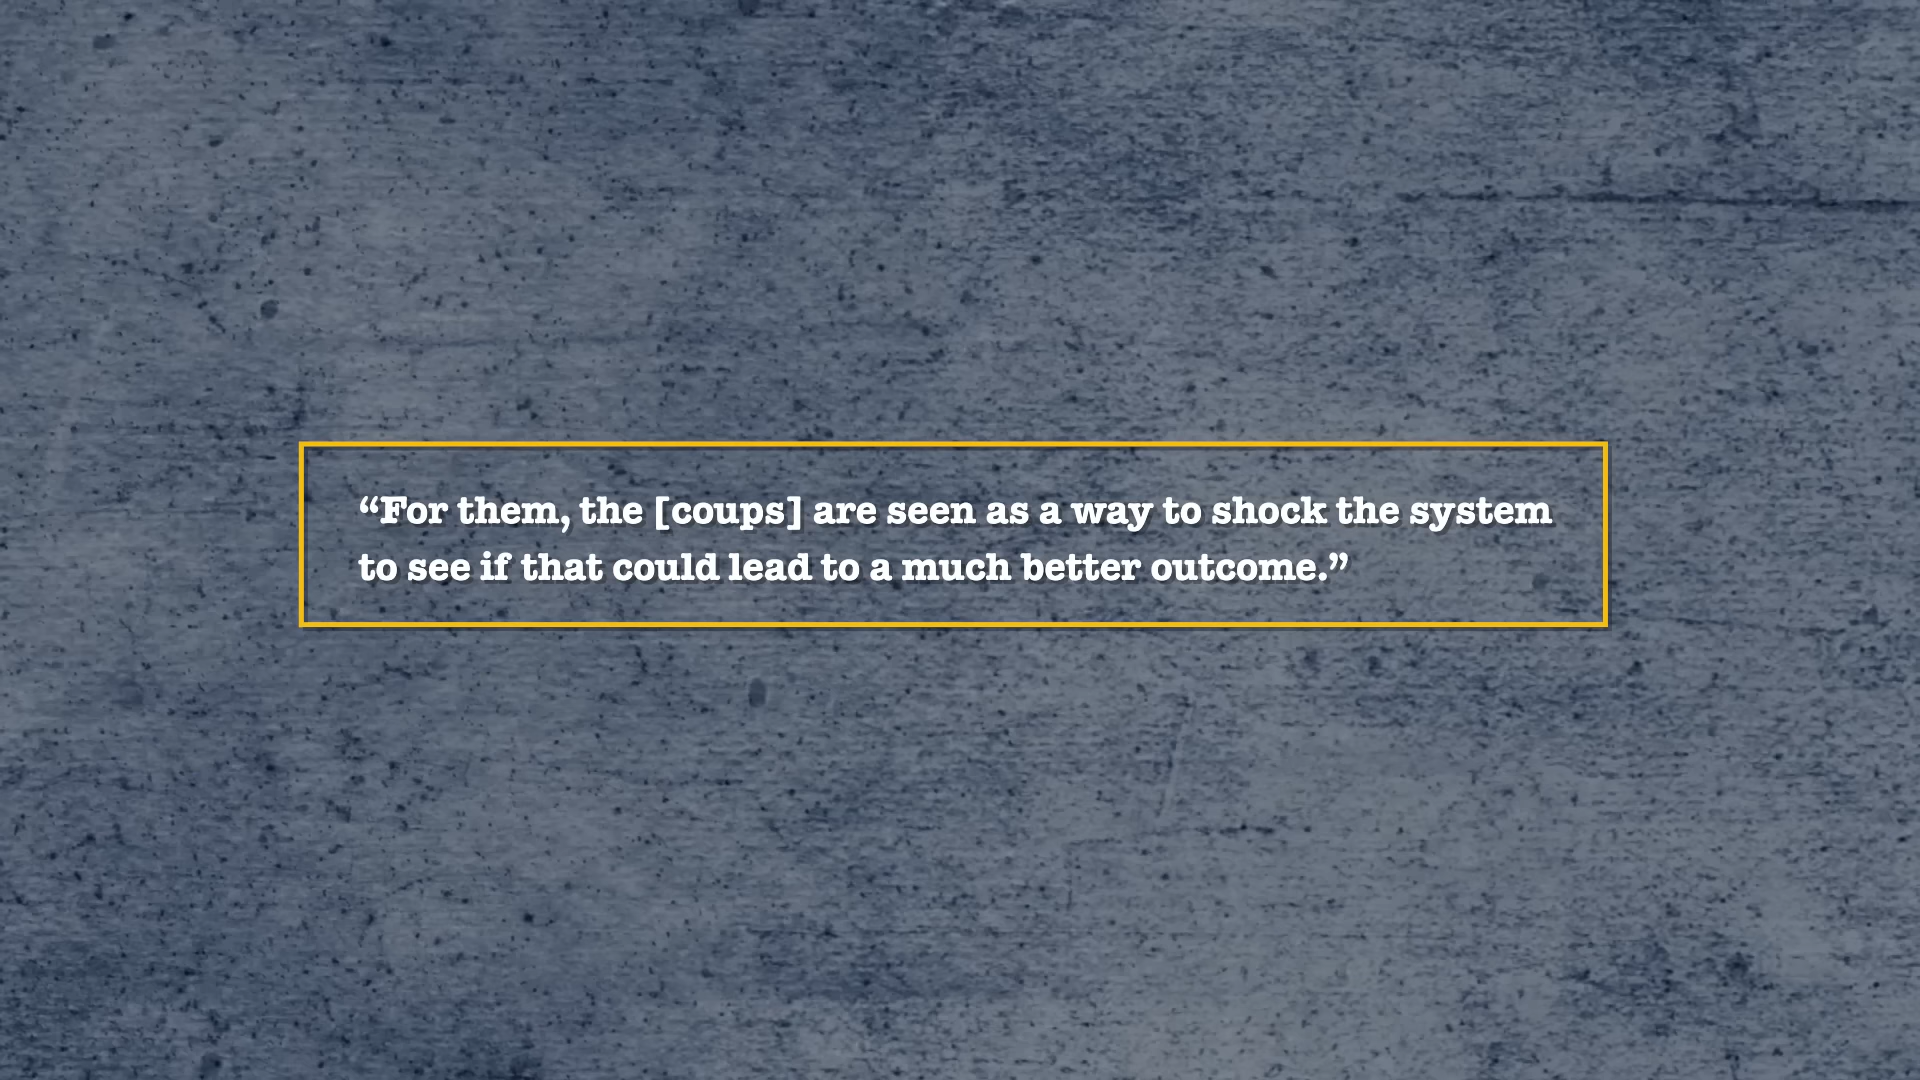 “For them, the [coups] are seen as a way to shock the system
to see if that could lead to a much better outcome.”